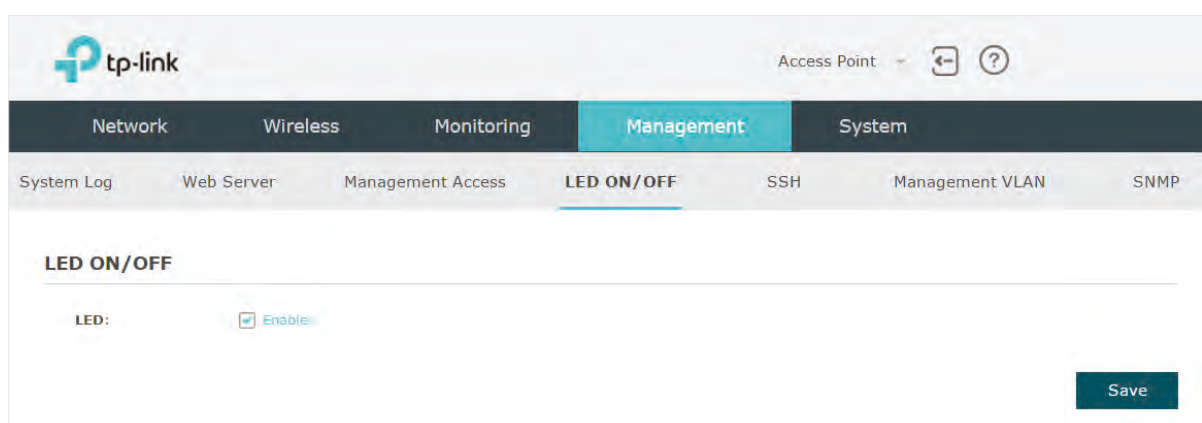 tp-link
Access Point
Network Wireless Monitoring Management System
System Log Web Server Management Access LED ON/OFF SSH Management VLAN SNMP
LED ON/OFF
LED: Enable
Save